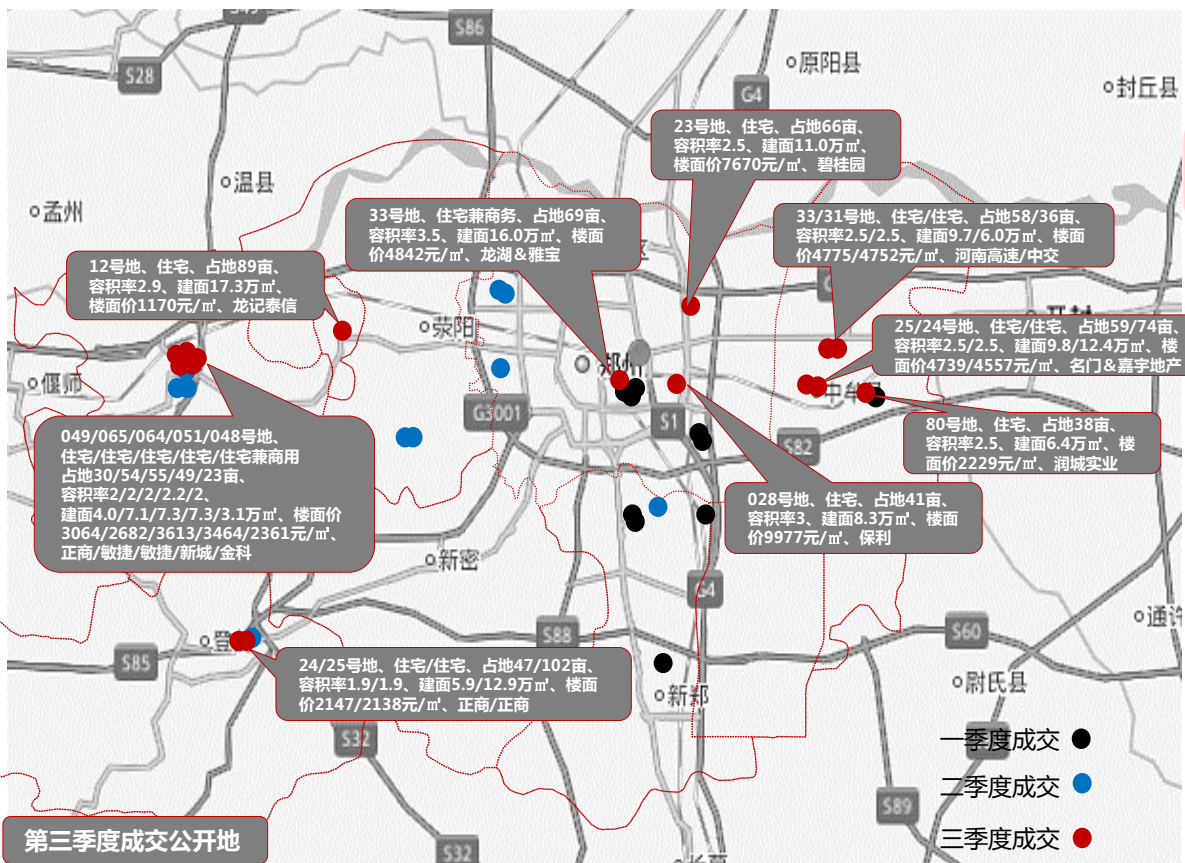 S86
S28
原阳县
G4
封丘县
23号地、住宅、占地66亩、
容积率2.5、建面11.0万㎡、
楼面价7670元/㎡、碧桂园
温县
孟州
33号地、住宅兼商务、占地69亩、
容积率3.5、建面16.0万㎡、楼面
价4842元/㎡、龙湖&雅宝
33/31号地、住宅/住宅、占地58/36亩、
容积率2.5/2.5、建面9.7/6.0万㎡、楼面
价4775/4752元/㎡、河南高速/中交
12号地、住宅、占地89亩、
容积率2.9、建面17.3万㎡、
楼面价1170元/㎡、龙记泰信
荥阳
25/24号地、住宅/住宅、占地59/74亩、
容积率2.5/2.5、建面9.8/12.4万㎡、楼
面价4739/4557元/㎡、名门&嘉宇地产
郑州
偃师
中牟
G3001
S1
S82
80号地、住宅、占地38亩、
容积率2.5、建面6.4万㎡、楼
面价2229元/㎡、润城实业
049/065/064/051/048号地、
住宅/住宅/住宅/住宅/住宅兼商用
占地30/54/55/49/23亩、
容积率2/2/2/2.2/2、
建面4.0/7.1/7.3/7.3/3.1万㎡、楼面价
3064/2682/3613/3464/2361元/㎡、
正商/敏捷/敏捷/新城/金科
028号地、住宅、占地41亩、
容积率3、建面8.3万㎡、楼面
价9977元/㎡、保利
新密
G4
通许
登
S85
S88
S60
24/25号地、住宅/住宅、占地47/102亩、
容积率1.9/1.9、建面5.9/12.9万㎡、楼面
价2147/2138元/㎡、正商/正商
新郑
尉氏县
S32
一季度成交
二季度成交
S89
三季度成交
第三季度成交公开地
S32